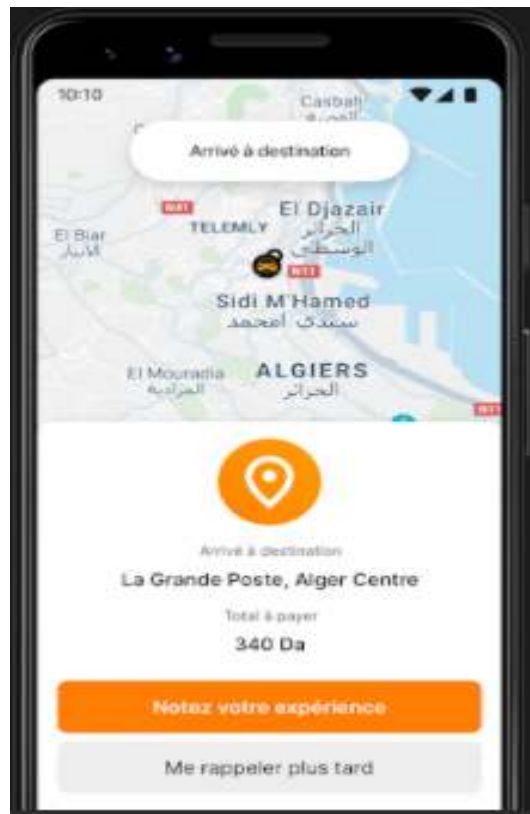 10:10
Casbah
Arrivé à destination
N41
El Djazair
TELEMLY
الجزائر
الوسطى
El Biar
الأبيار
N11
Sidi M'Hamed
سيدي امحمد
El Mouradia
المرادية
ALGIERS
الجزائر
N11
Arrivé à destination
La Grande Poste, Alger Centre
Total à payer
340 Da
Notez votre expérience
Me rappeler plus tard